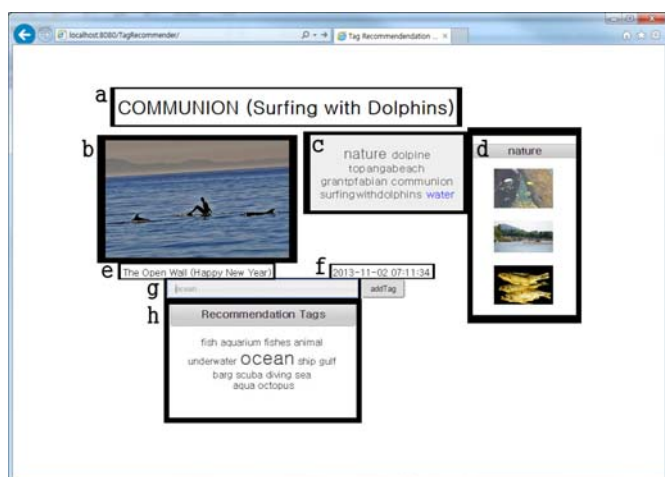 localhost:8080/TagRecommender/
Tag Recommendendation ...
a
COMMUNION (Surfing with Dolphins)
b
c
nature dolpine
topangabeach
grantpfabian communion
surfingwithdolphins water
d
nature
e
The Open Wall (Happy New Year)
f
2013-11-02 07:11:34
g
ocean
addTag
h
Recommendation Tags
fish aquarium fishes animal
underwater ocean ship gulf
barg scuba diving sea
aqua octopus